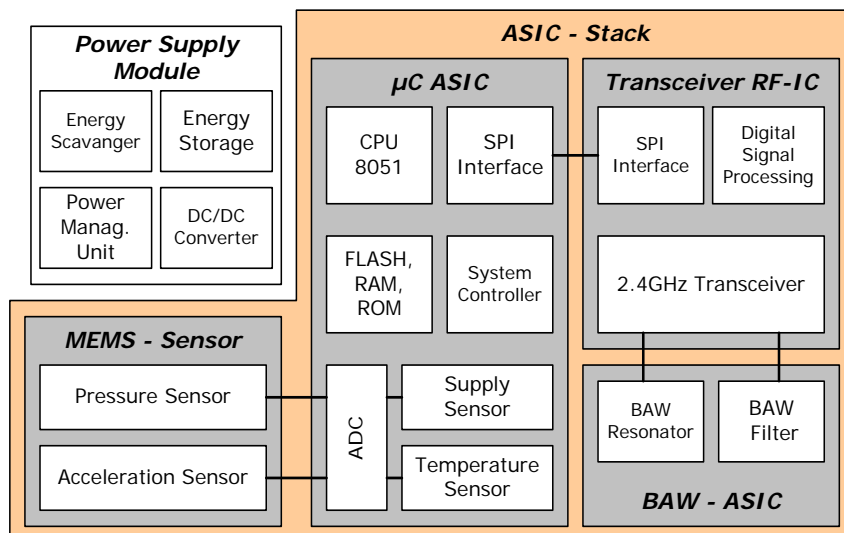 Power Supply
Module
Energy
Scavanger
Energy
Storage
Power
Manag.
Unit
DC/DC
Converter
ASIC - Stack
µC ASIC
CPU
8051
SPI
Interface
FLASH,
RAM,
ROM
System
Controller
ADC
Supply
Sensor
Temperature
Sensor
Transceiver RF-IC
SPI
Interface
Digital
Signal
Processing
2.4GHz Transceiver
MEMS - Sensor
Pressure Sensor
Acceleration Sensor
BAW
Resonator
BAW
Filter
BAW - ASIC